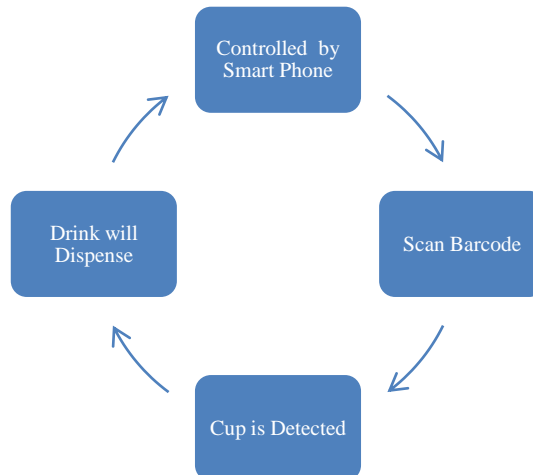 Controlled by
Smart Phone
Scan Barcode
Cup is Detected
Drink will
Dispense